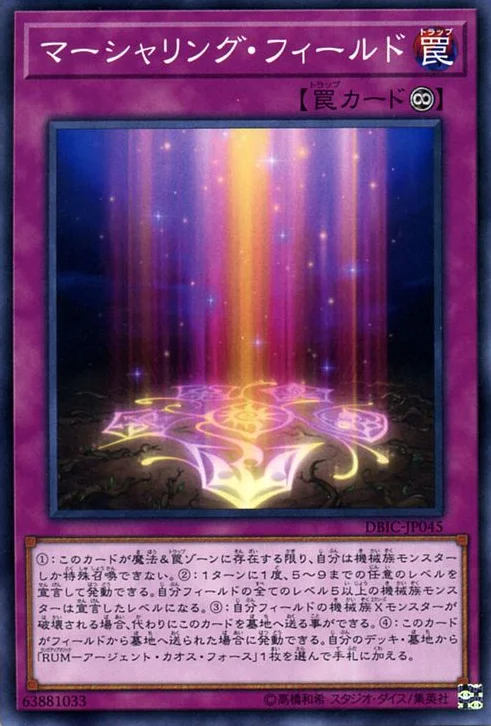 マーシャリング・フィールド 罠
トラップ
【罠カード】
トラップ
DBIC-JP045
①:このカードが魔法&罠ゾーンに存在する限り、自分は機械族モンスター
しか特殊召喚できない。②:1ターンに1度、5~9までの任意のレベルを
宣言して発動できる。自分フィールドの全てのレベル5以上の機械族モンス
ターは宣言したレベルになる。③:自分フィールドの機械族Xモンスターが
破壊される場合、代わりにこのカードを墓地へ送る事ができる。④:このカード
がフィールドから墓地へ送られた場合に発動できる。自分のデッキ・墓地から
「RUM-アージェント・カオス・フォース」1枚を選んで手札に加える。
63881033
©高橋和希 スタジオ・ダイス/集英社